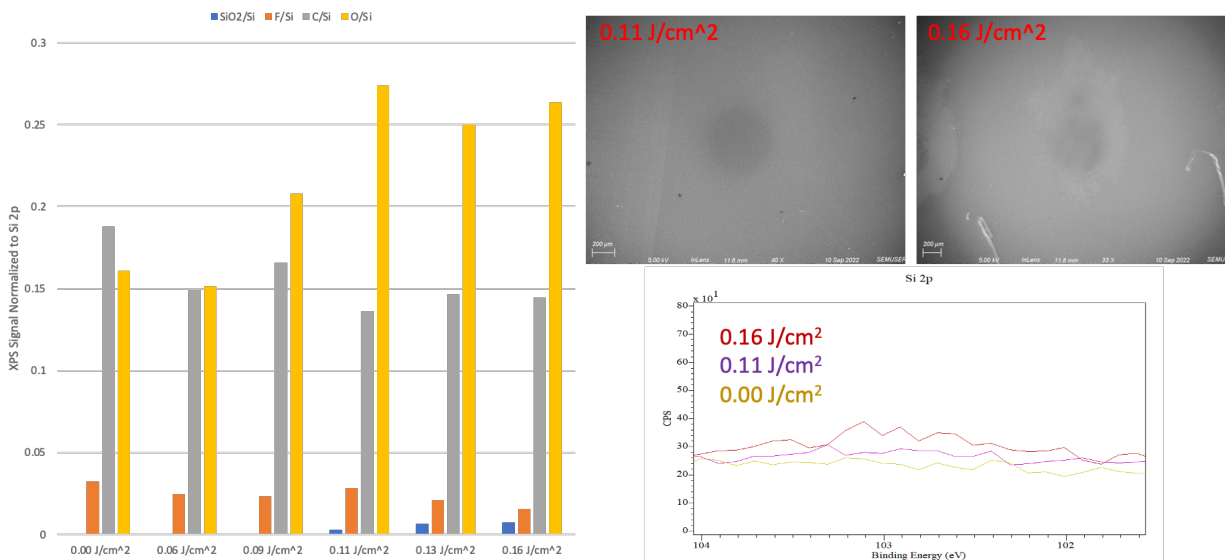 SiO2/Si F/Si C/Si O/Si
0.3
0.25
0.2
0.15
0.1
0.05
0
XPS Signal Normalized to Si 2p
0.00 J/cm^2 0.06 J/cm^2 0.09 J/cm^2 0.11 J/cm^2 0.13 J/cm^2 0.16 J/cm^2
0.11 J/cm^2
200 µm
5.00 kV InLens 11.6 mm 40 X 10 Sep 2022 SEMUSER
0.16 J/cm^2
200 µm
5.00 kV InLens 11.8 mm 33 X 10 Sep 2022 SEMUSEF
Si 2p
x 10^1
80
70
60
50
40
30
20
10
0
CPS
0.16 J/cm²
0.11 J/cm²
0.00 J/cm²
104 103 102
Binding Energy (eV)